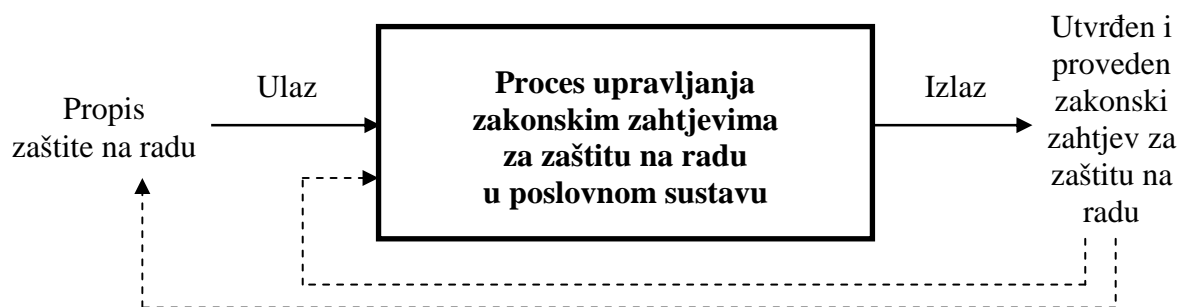 Propis
zaštite na radu
Ulaz
Proces upravljanja
zakonskim zahtjevima
za zaštitu na radu
u poslovnom sustavu
Izlaz
Utvrđen i
proveden
zakonski
zahtjev za
zaštitu na
radu